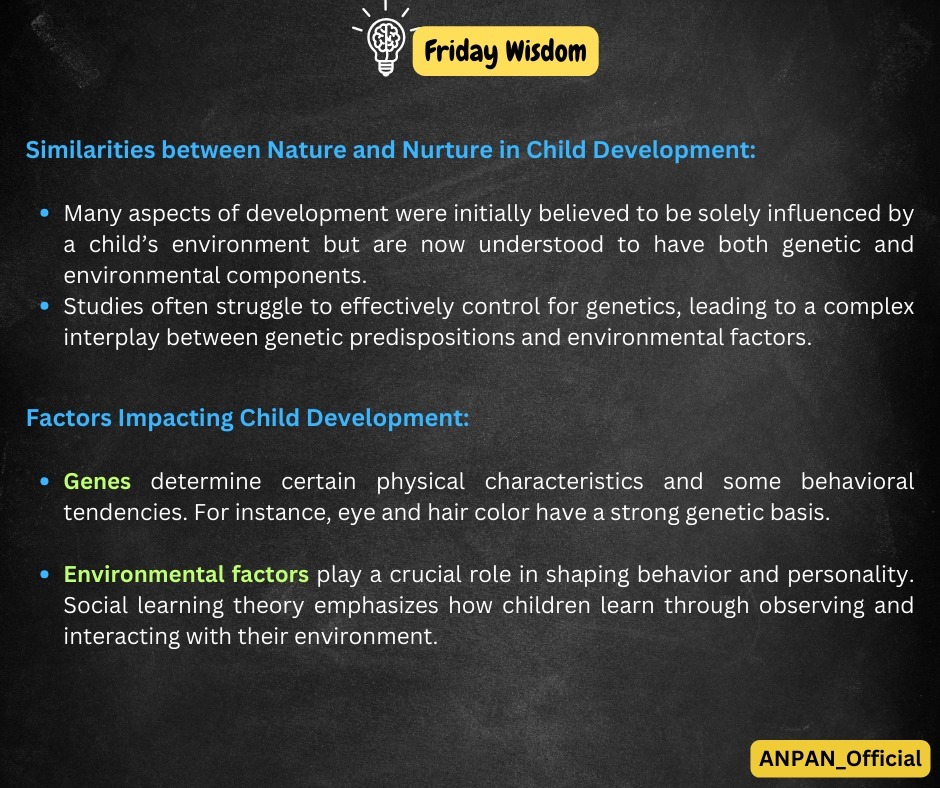 Friday Wisdom
Similarities between Nature and Nurture in Child Development:
• Many aspects of development were initially believed to be solely influenced by
a child’s environment but are now understood to have both genetic and
environmental components.
• Studies often struggle to effectively control for genetics, leading to a complex
interplay between genetic predispositions and environmental factors.
Factors Impacting Child Development:
• Genes determine certain physical characteristics and some behavioral
tendencies. For instance, eye and hair color have a strong genetic basis.
• Environmental factors play a crucial role in shaping behavior and personality.
Social learning theory emphasizes how children learn through observing and
interacting with their environment.
ANPAN_Official